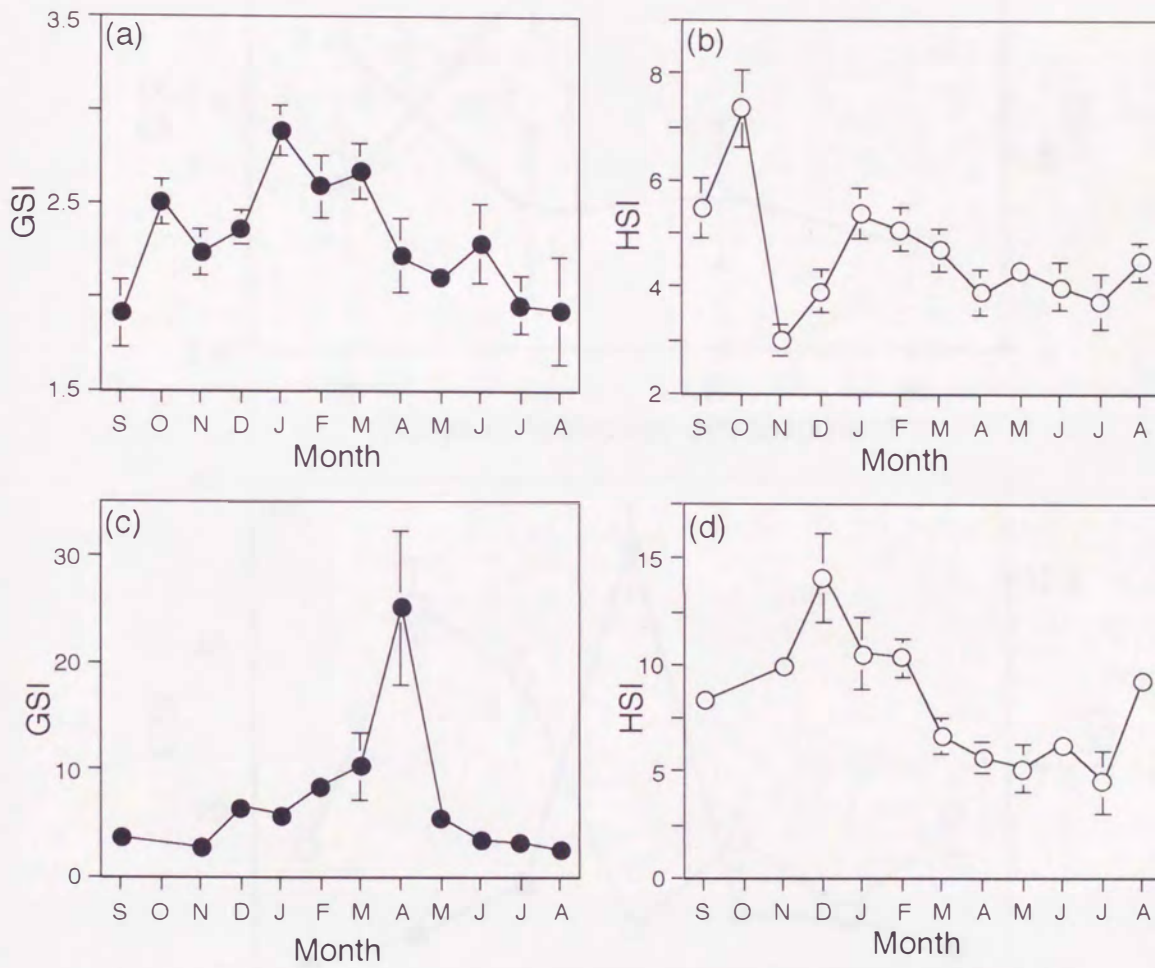 (a)
GSI
3.5
2.5
1.5
S O N D J F M A M J J A
Month
(b)
HSI
8
6
4
2
S O N D J F M A M J J A
Month
(c)
GSI
30
20
10
0
S O N D J F M A M J J A
Month
(d)
HSI
15
10
5
0
S O N D J F M A M J J A
Month